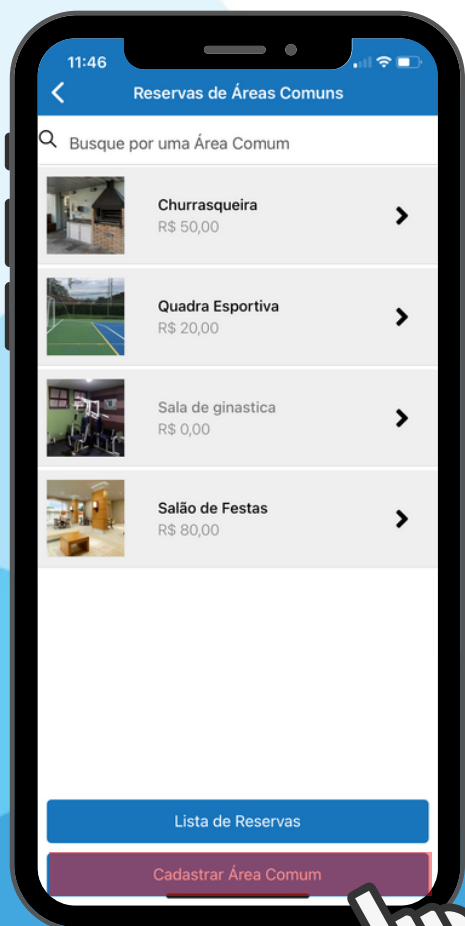 11:46
Reservas de Áreas Comuns
Busque por uma Área Comum
Churrasqueira
R$ 50,00
Quadra Esportiva
R$ 20,00
Sala de ginastica
R$ 0,00
Salão de Festas
R$ 80,00
Lista de Reservas
Cadastrar Área Comum